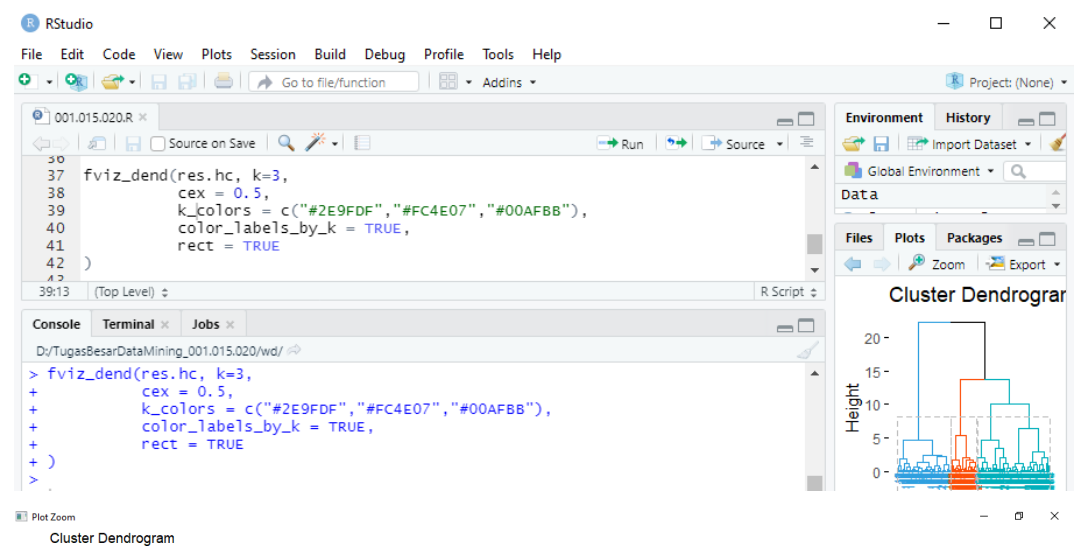 RStudio
File Edit Code View Plots Session Build Debug Profile Tools Help
Go to file/function Addins Project: (None)
001.015.020.R
Source on Save Run Source
36
37 fviz_dend(res.hc, k=3,
38 cex = 0.5,
39 k_colors = c("#2E9FDF","#FC4E07","#00AFBB"),
40 color_labels_by_k = TRUE,
41 rect = TRUE
42 )
43
39:13 (Top Level) R Script
Console Terminal Jobs
D:/TugasBesarDataMining_001.015.020/wd/
> fviz_dend(res.hc, k=3,
+ cex = 0.5,
+ k_colors = c("#2E9FDF","#FC4E07","#00AFBB"),
+ color_labels_by_k = TRUE,
+ rect = TRUE
+ )
>
Environment History
Import Dataset
Global Environment
Data
Files Plots Packages
Zoom Export
Cluster Dendrogram
Height
20
15
10
5
0
Plot Zoom
Cluster Dendrogram